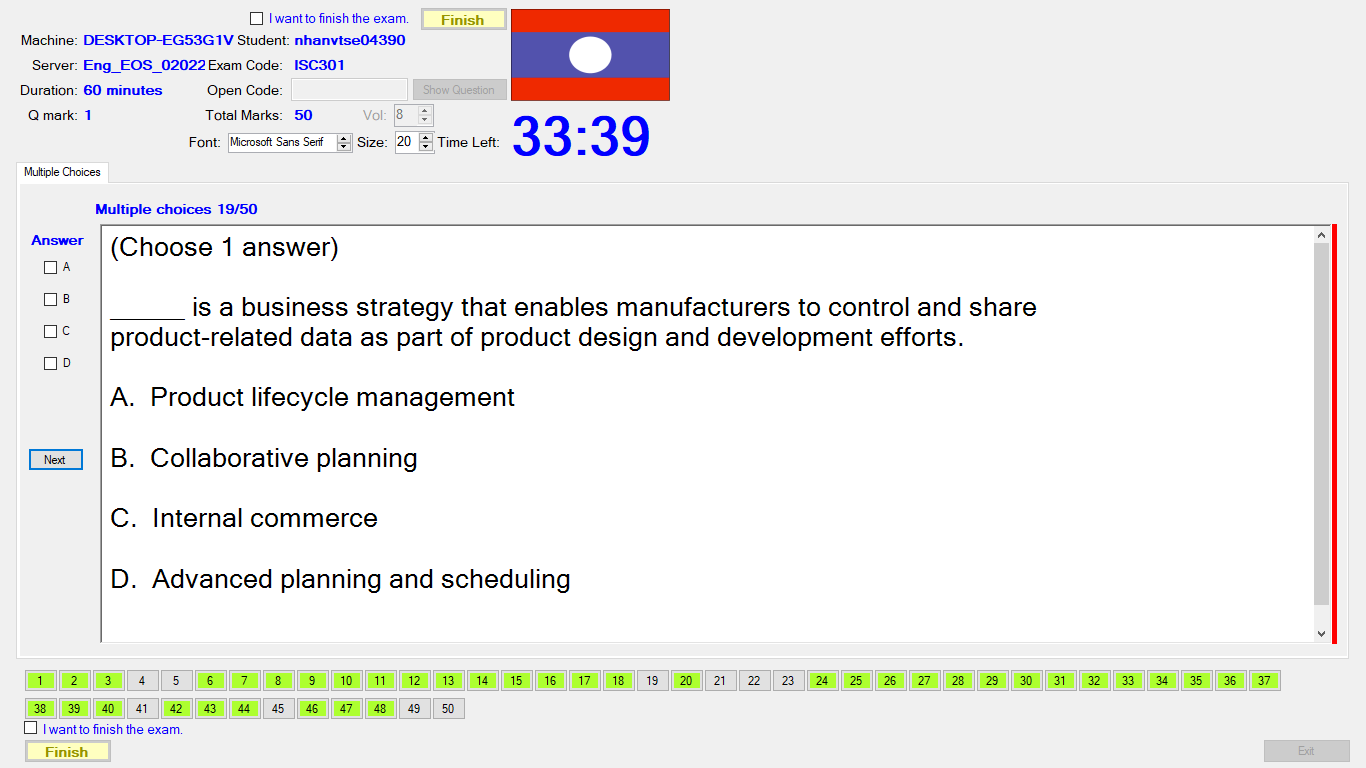 I want to finish the exam. Finish
Machine: DESKTOP-EG53G1V Student: nhanvtse04390
Server: Eng_EOS_02022 Exam Code: ISC301
Duration: 60 minutes Open Code: Show Question
Q mark: 1 Total Marks: 50 Vol: 8
Font: Microsoft Sans Serif Size: 20 Time Left: 33:39
Multiple Choices
Multiple choices 19/50
Answer
A
B
C
D
Next
(Choose 1 answer)
______ is a business strategy that enables manufacturers to control and share
product-related data as part of product design and development efforts.
A. Product lifecycle management
B. Collaborative planning
C. Internal commerce
D. Advanced planning and scheduling
1 2 3 4 5 6 7 8 9 10 11 12 13 14 15 16 17 18 19 20 21 22 23 24 25 26 27 28 29 30 31 32 33 34 35 36 37
38 39 40 41 42 43 44 45 46 47 48 49 50
I want to finish the exam.
Finish Exit